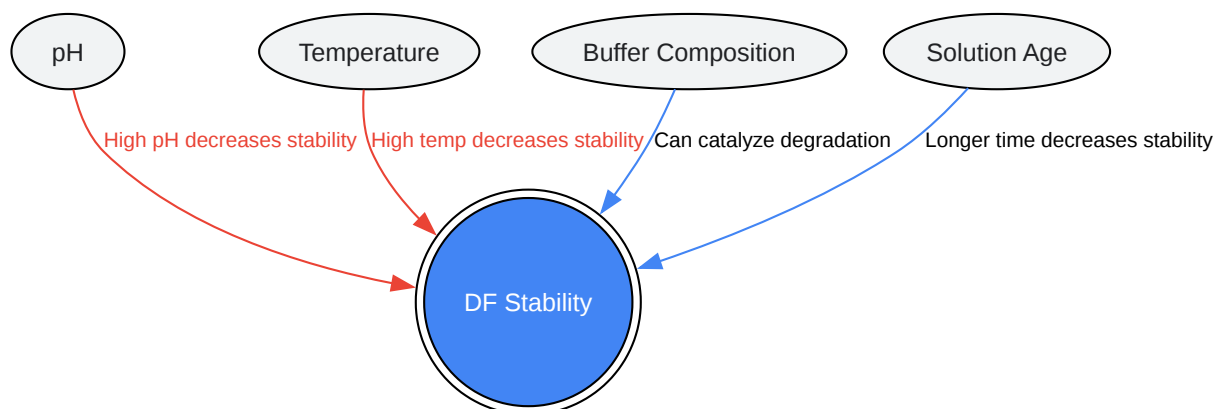 pH
Temperature
Buffer Composition
Solution Age
High pH decreases stability
High temp decreases stability
Can catalyze degradation
Longer time decreases stability
DF Stability